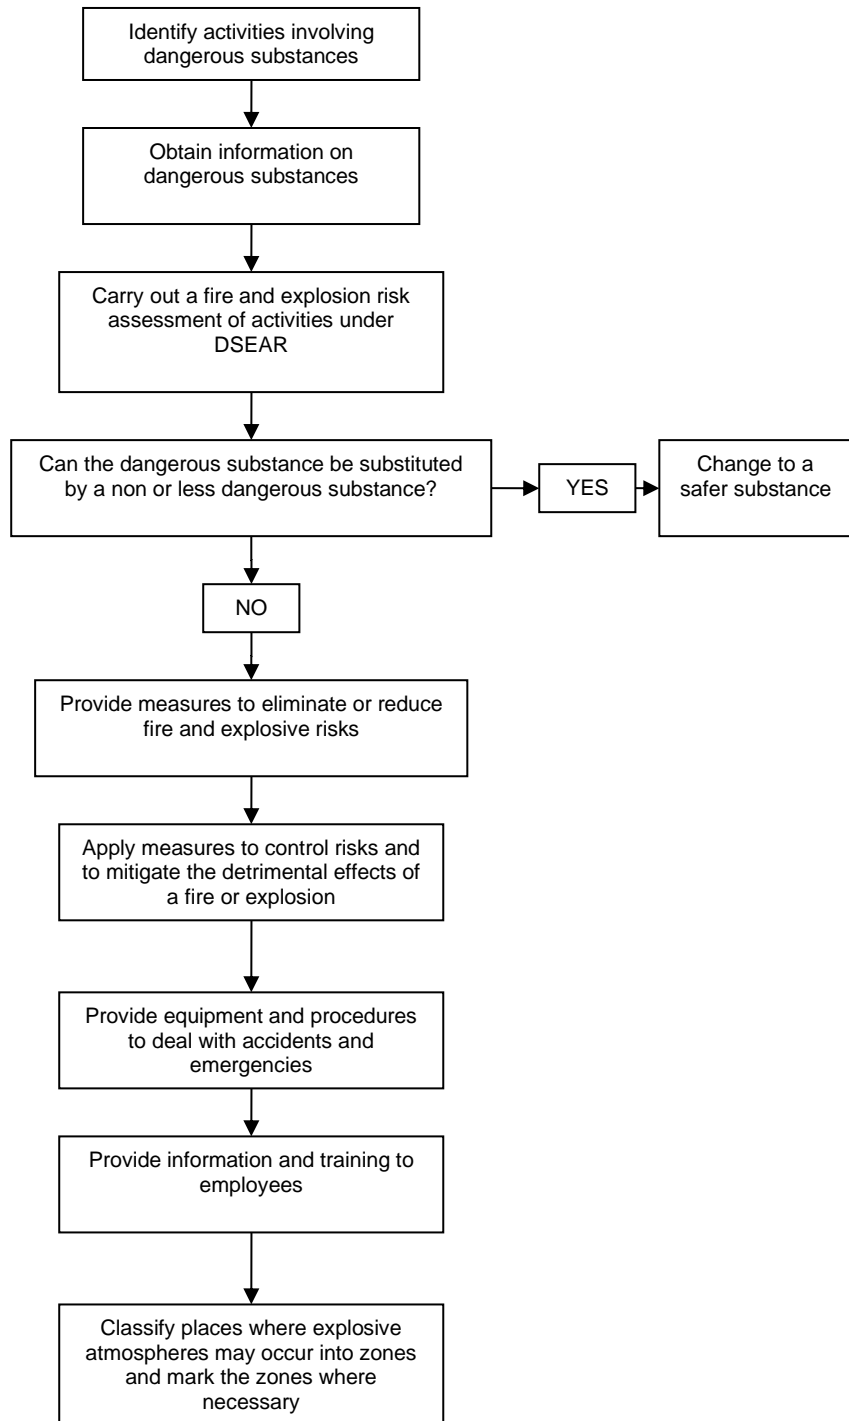 Identify activities involving
dangerous substances
Obtain information on
dangerous substances
Carry out a fire and explosion risk
assessment of activities under
DSEAR
Can the dangerous substance be substituted
by a non or less dangerous substance?
YES
Change to a
safer substance
NO
Provide measures to eliminate or reduce
fire and explosive risks
Apply measures to control risks and
to mitigate the detrimental effects of
a fire or explosion
Provide equipment and procedures
to deal with accidents and
emergencies
Provide information and training to
employees
Classify places where explosive
atmospheres may occur into zones
and mark the zones where
necessary